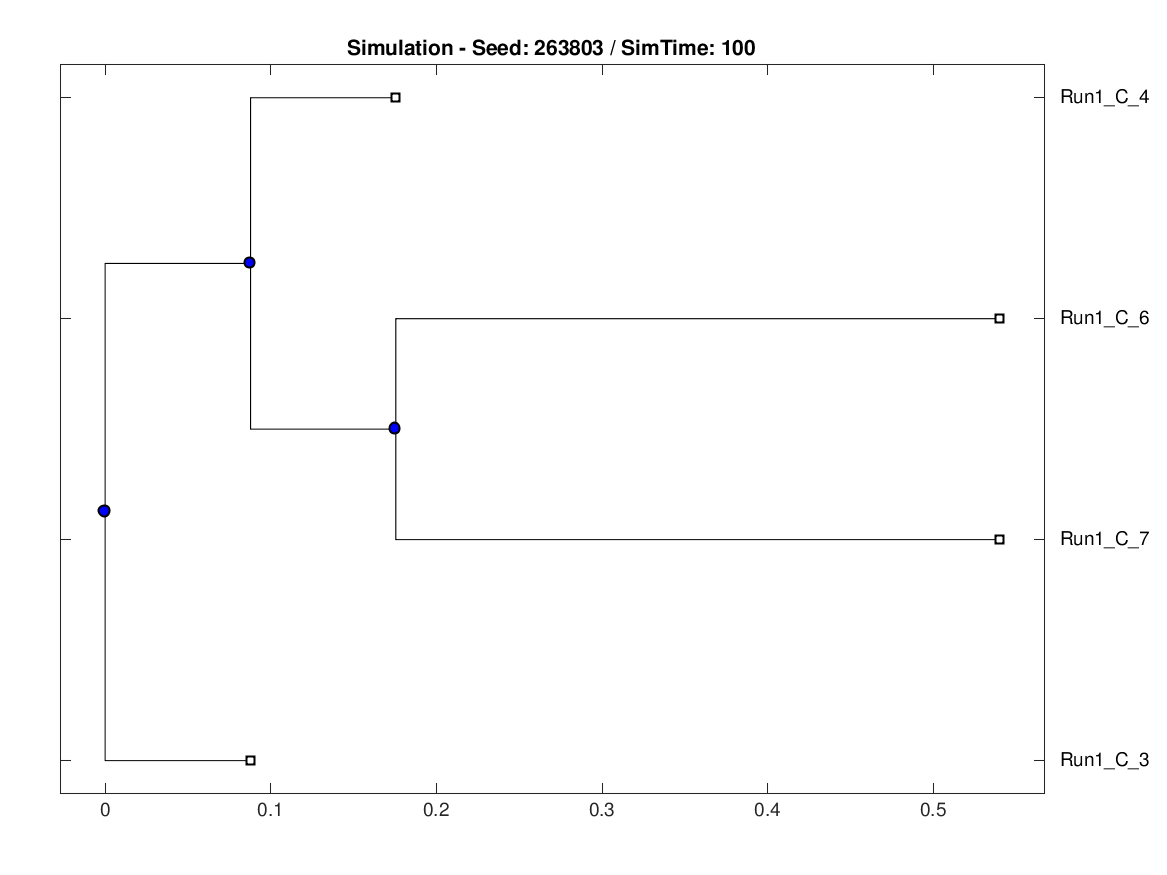 Simulation - Seed: 263803 / SimTime: 100
Run1_C_4
Run1_C_6
Run1_C_7
Run1_C_3
0 0.1 0.2 0.3 0.4 0.5